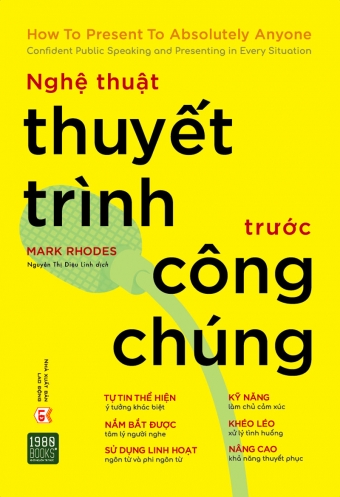 How To Present To Absolutely Anyone
Confident Public Speaking and Presenting in Every Situation
Nghệ thuật
thuyết
trình
trước
MARK RHODES
Nguyễn Thị Diệu Linh dịch
công
chúng
NHÀ XUẤT BẢN
LAO ĐỘNG
1980
BOOKS
TỰ TIN THỂ HIỆN
ý tưởng khác biệt
NẮM BẮT ĐƯỢC
tâm lý người nghe
SỬ DỤNG LINH HOẠT
ngôn từ và phi ngôn từ
KỸ NĂNG
làm chủ cảm xúc
KHÉO LÉO
xử lý tình huống
NÂNG CAO
khả năng thuyết phục